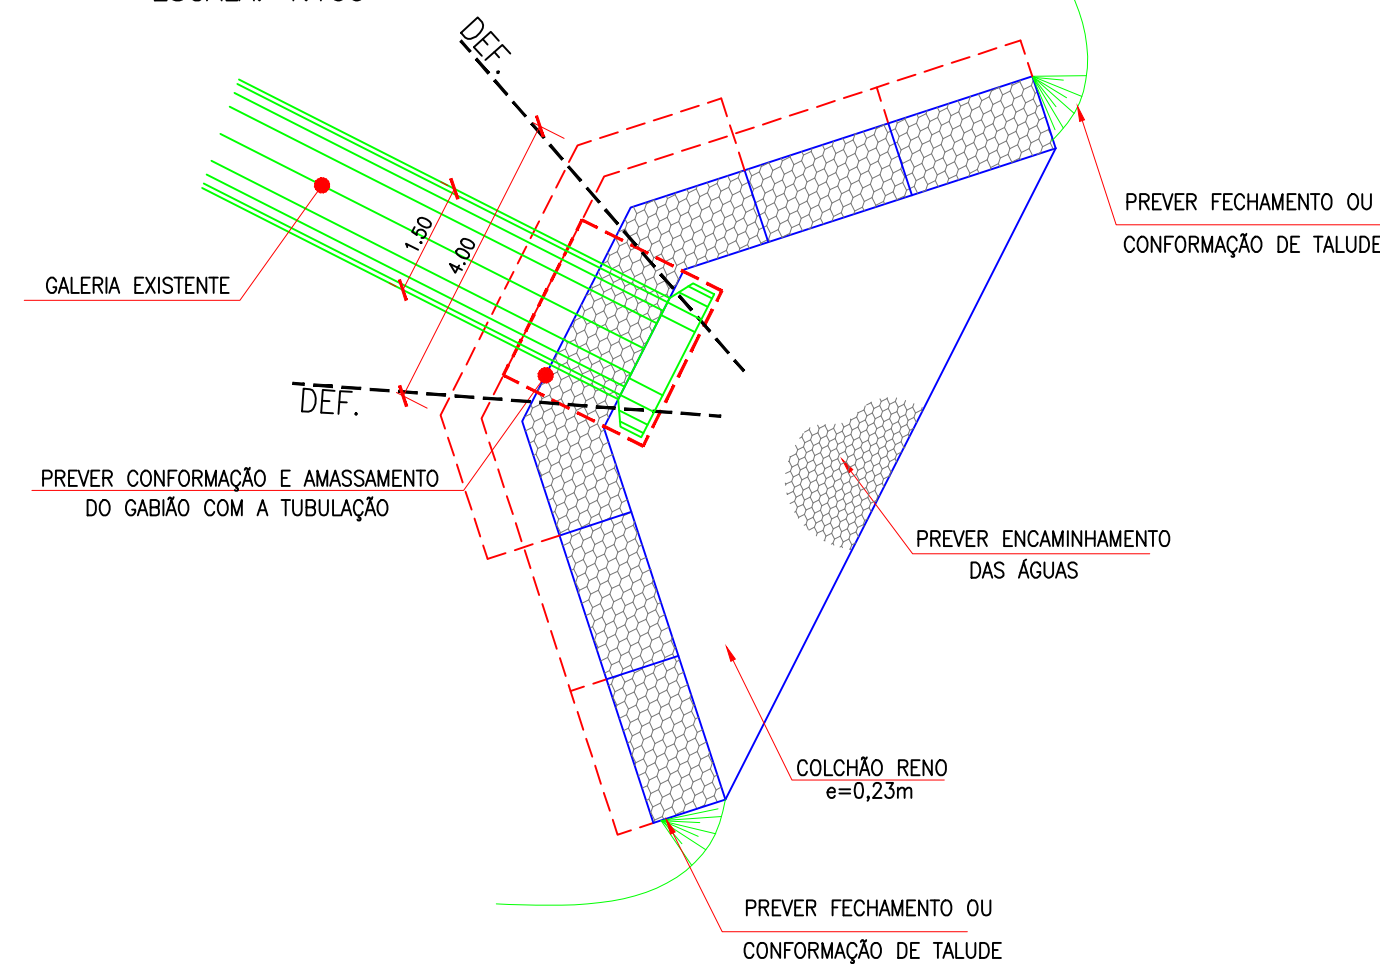 DEF.
PREVER FECHAMENTO OU
CONFORMAÇÃO DE TALUDE
1.50
4.00
GALERIA EXISTENTE
DEF.
PREVER CONFORMAÇÃO E AMASSAMENTO
DO GABIÃO COM A TUBULAÇÃO
PREVER ENCAMINHAMENTO
DAS ÁGUAS
COLCHÃO RENO
e=0,23m
PREVER FECHAMENTO OU
CONFORMAÇÃO DE TALUDE